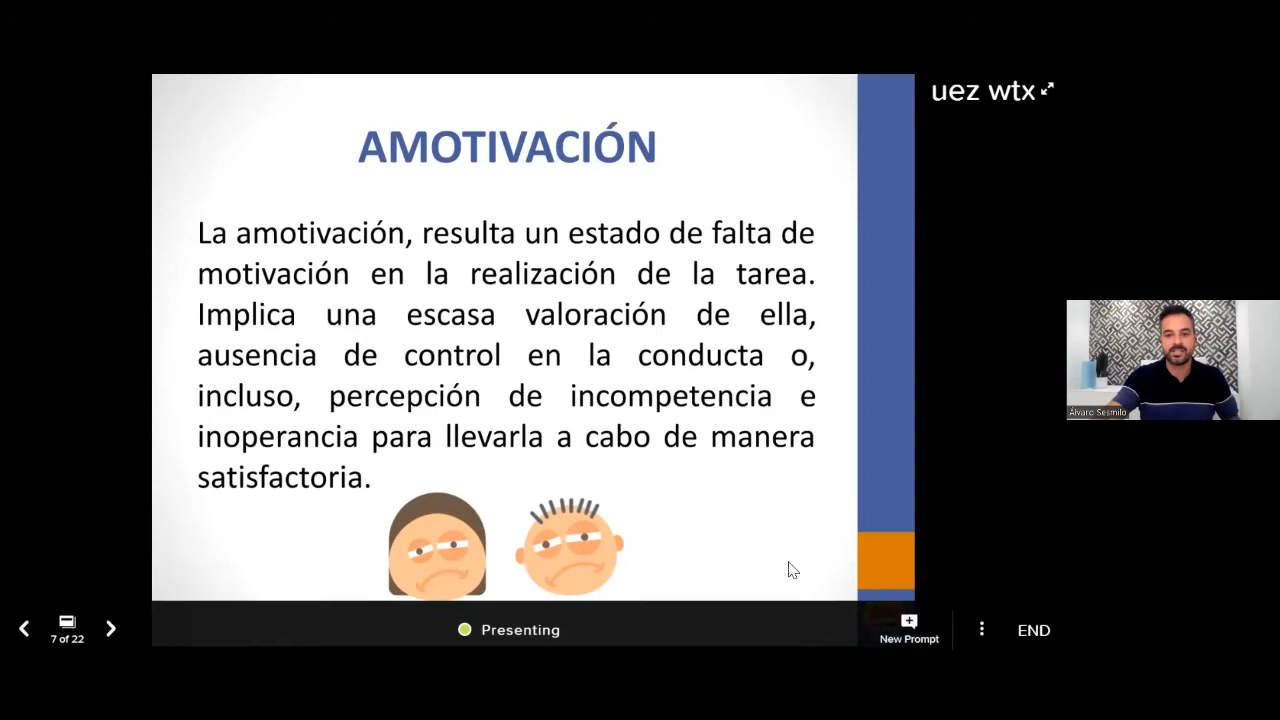 uez wtx
AMOTIVACIÓN
La amotivación, resulta un estado de falta de
motivación en la realización de la tarea.
Implica una escasa valoración de ella,
ausencia de control en la conducta o,
incluso, percepción de incompetencia e
inoperancia para llevarla a cabo de manera
satisfactoria.
Álvaro Sesmilo
7 of 22
Presenting
New Prompt
END